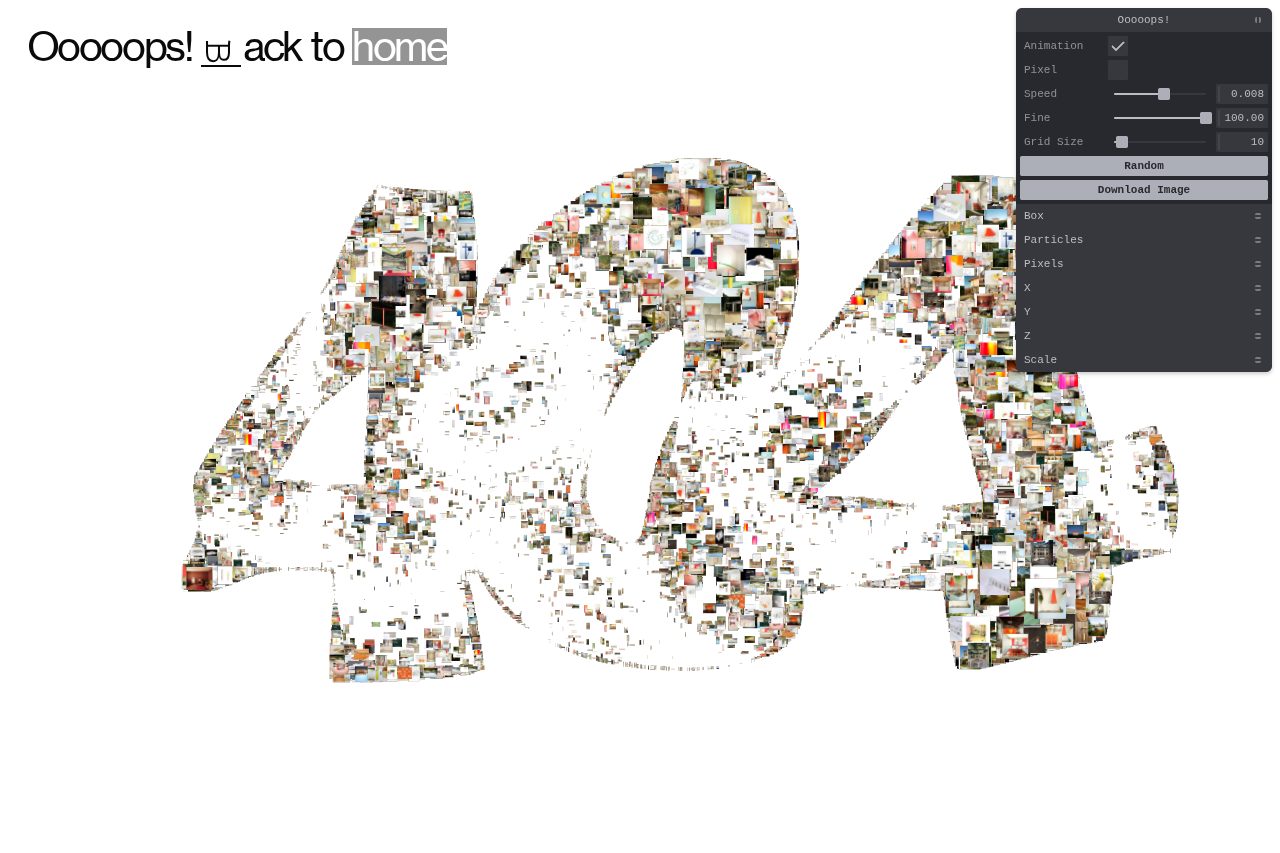 Ooooops! B ack to home
404
Ooooops!
Animation
Pixel
Speed 0.008
Fine 100.00
Grid Size 10
Random
Download Image
Box
Particles
Pixels
X
Y
Z
Scale